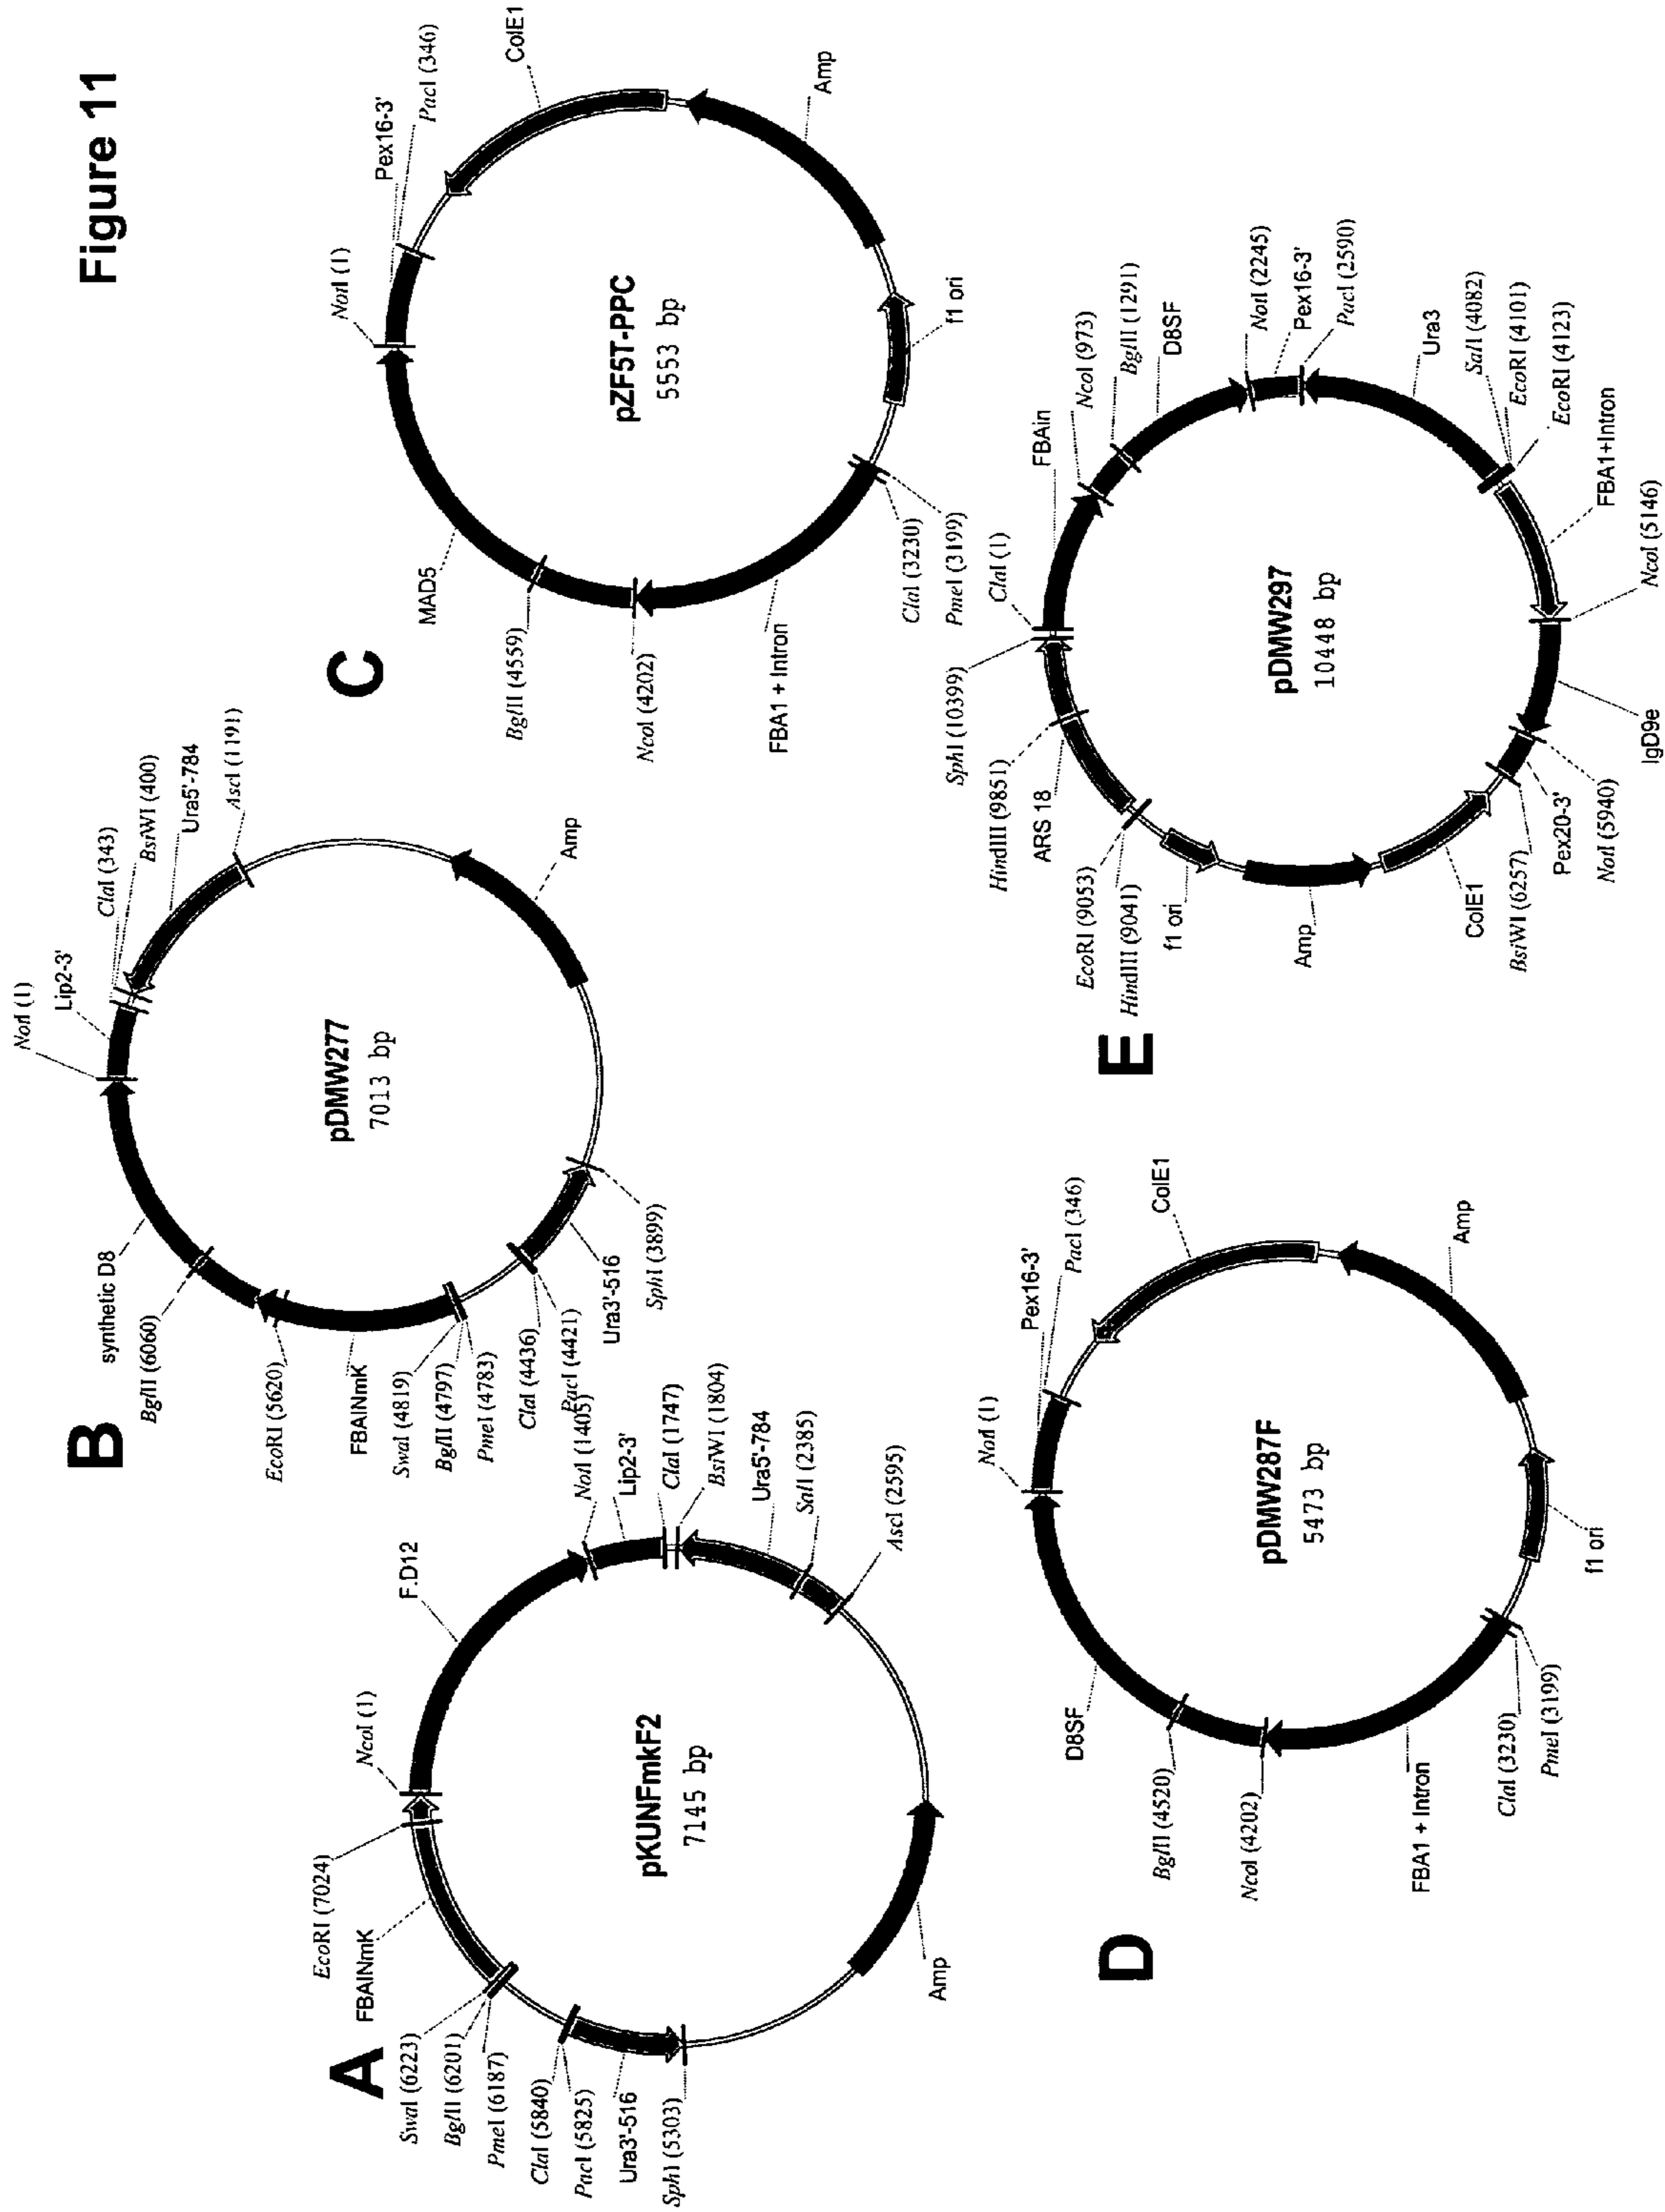 Figure 11
A
pKUNFmkF2
7145 bp
NcoI (1)
F.D12
NotI (1405)
Lip2-3'
ClaI (1747)
BsiWI (1804)
Ura5'-784
SalI (2385)
AscI (2595)
Amp
SphI (5303)
Ura3'-516
PacI (5825)
ClaI (5840)
PmeI (6187)
BglII (6201)
SwaI (6223)
FBAINmK
EcoRI (7024)
B
pDMW277
7013 bp
NotI (1)
Lip2-3'
ClaI (343)
BsiWI (400)
Ura5'-784
AscI (1191)
Amp
SphI (3899)
Ura3'-516
PacI (4421)
ClaI (4436)
PmeI (4783)
BglII (4797)
SwaI (4819)
FBAINmK
EcoRI (5620)
BglII (6060)
synthetic D8
C
pZF5T-PPC
5553 bp
NotI (1)
Pex16-3'
PacI (346)
ColE1
Amp
f1 ori
PmeI (3199)
ClaI (3230)
FBA1 + Intron
NcoI (4202)
BglII (4559)
MAD5
D
pDMW287F
5473 bp
NotI (1)
Pex16-3'
PacI (346)
ColE1
Amp
f1 ori
PmeI (3199)
ClaI (3230)
FBA1 + Intron
NcoI (4202)
BglII (4520)
D8SF
E
pDMW297
10448 bp
ClaI (1)
FBAin
NcoI (973)
BglII (1291)
D8SF
NotI (2245)
Pex16-3'
PacI (2590)
Ura3
SalI (4082)
EcoRI (4101)
EcoRI (4123)
FBA1+Intron
NcoI (5146)
IgD9e
NotI (5940)
Pex20-3'
BsiWI (6257)
ColE1
Amp
f1 ori
HindIII (9041)
EcoRI (9053)
ARS 18
HindIII (9851)
SphI (10399)